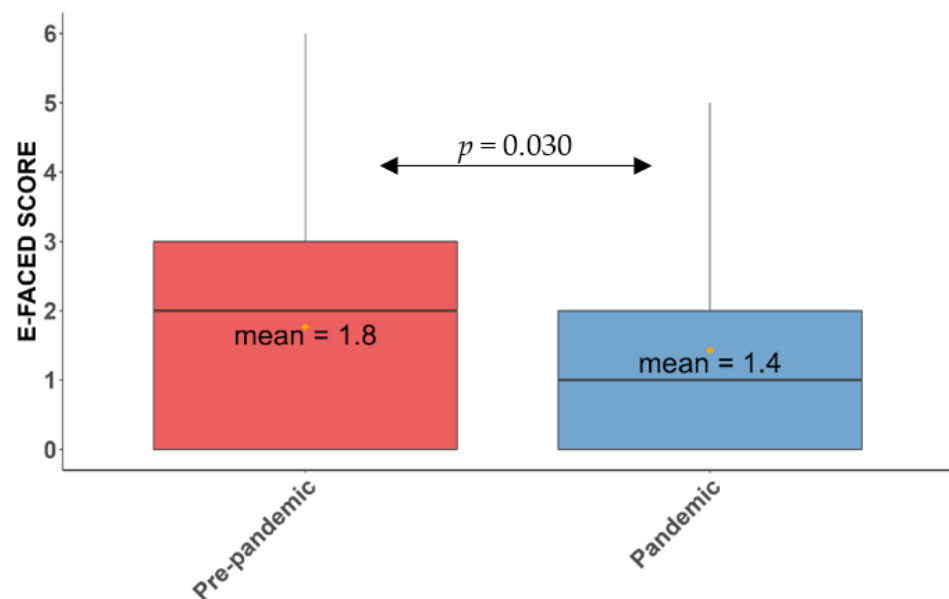 E-FACED SCORE
6
5
4
3
2
1
0
p = 0.030
mean = 1.8
mean = 1.4
Pre-pandemic
Pandemic